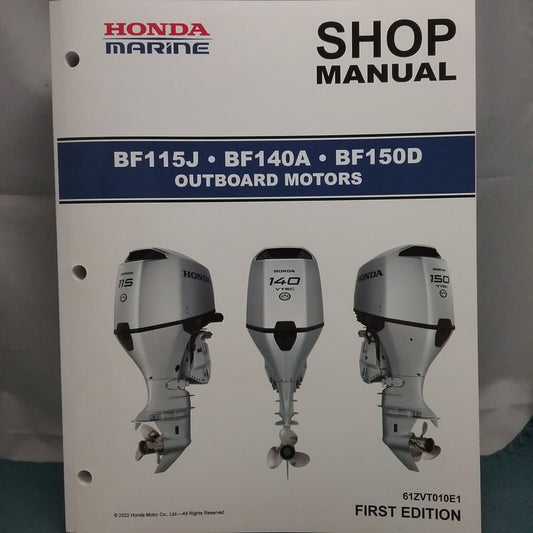 HONDA
MARINE
SHOP
MANUAL
BF115J • BF140A • BF150D
OUTBOARD MOTORS
115
HONDA
HONDA
140
VTEC
HONDA
150
VTEC
61ZVT010E1
© 2022 Honda Motor Co., Ltd.—All Rights Reserved
FIRST EDITION